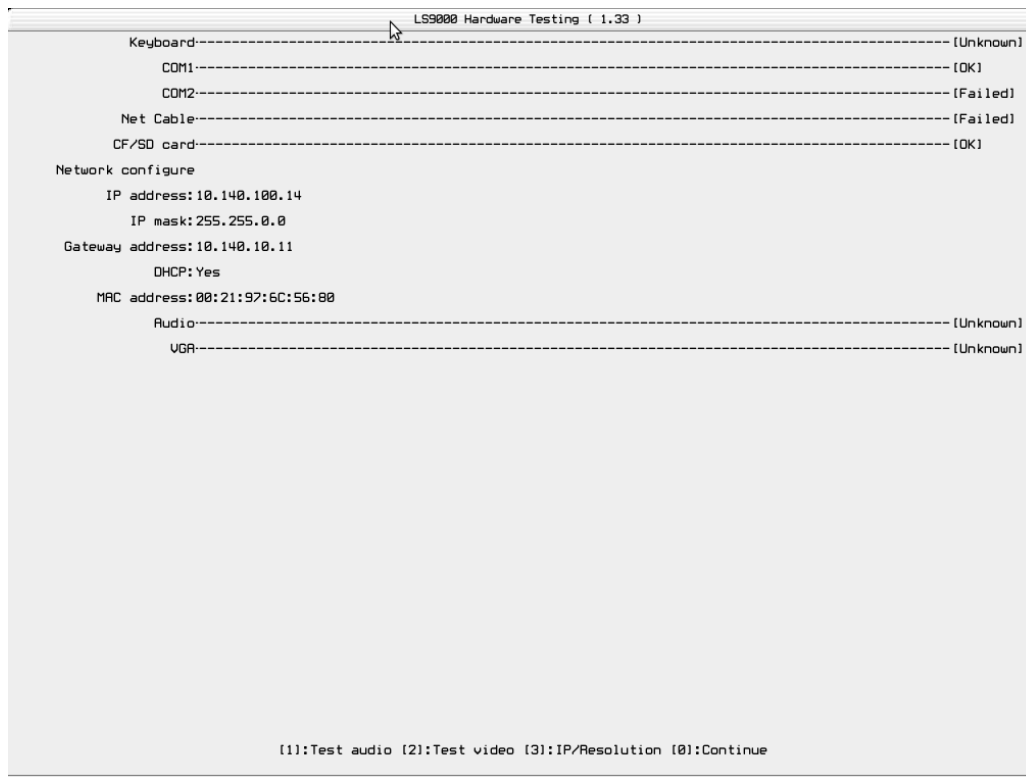 LS9000 Hardware Testing ( 1.33 )
Keyboard---------------------------------------------------------------------------------------------[Unknown]
COM1---------------------------------------------------------------------------------------------[OK]
COM2---------------------------------------------------------------------------------------------[Failed]
Net Cable---------------------------------------------------------------------------------------------[Failed]
CF/SD card---------------------------------------------------------------------------------------------[OK]
Network configure
IP address:10.140.100.14
IP mask:255.255.0.0
Gateway address:10.140.10.11
DHCP:Yes
MAC address:00:21:97:6C:56:80
Audio---------------------------------------------------------------------------------------------[Unknown]
VGA---------------------------------------------------------------------------------------------[Unknown]
[1]:Test audio [2]:Test video [3]:IP/Resolution [0]:Continue